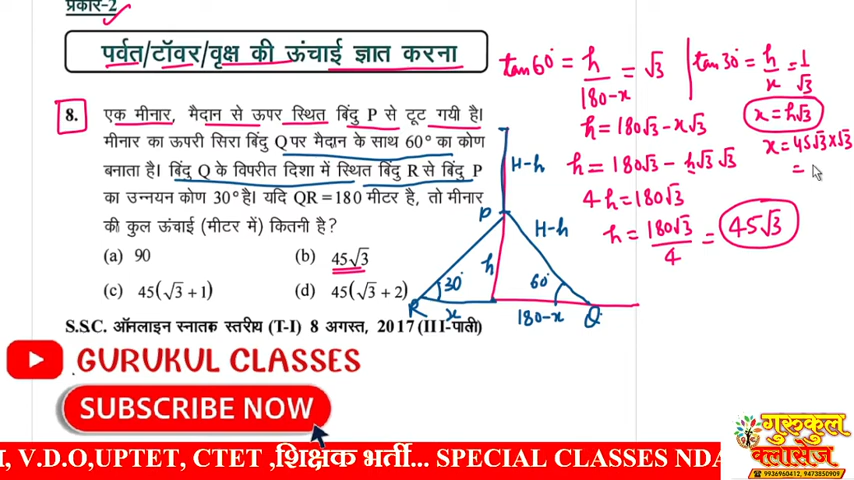 प्रकार-2
पर्वत/टॉवर/वृक्ष की ऊंचाई ज्ञात करना
8. एक मीनार, मैदान से ऊपर स्थित बिंदु P से टूट गयी है।
मीनार का ऊपरी सिरा बिंदु Q पर मैदान के साथ 60° का कोण
बनाता है। बिंदु Q के विपरीत दिशा में स्थित बिंदु R से बिंदु P
का उन्नयन कोण 30° है। यदि QR = 180 मीटर है, तो मीनार
की कुल ऊंचाई (मीटर में) कितनी है?
(a) 90 (b) 45√3
(c) 45(√3+1) (d) 45(√3+2)
S.S.C. ऑनलाइन स्नातक स्तरीय (T-I) 8 अगस्त, 2017 (III-पाली)
H-h
P
H-h
h
30°
60°
R
x
180-x
Q
tan60° = h/180-x = √3
h = 180√3 - x√3
h = 180√3 - h√3 √3
4h = 180√3
h = 180√3/4 = 45√3
tan30° = h/x = 1/√3
x = h√3
x = 45√3×√3
=
GURUKUL CLASSES
SUBSCRIBE NOW
, V.D.O,UPTET, CTET ,शिक्षक भर्ती... SPECIAL CLASSES NDA
गुरुकुल
क्लासेज
9936960412, 9473850909